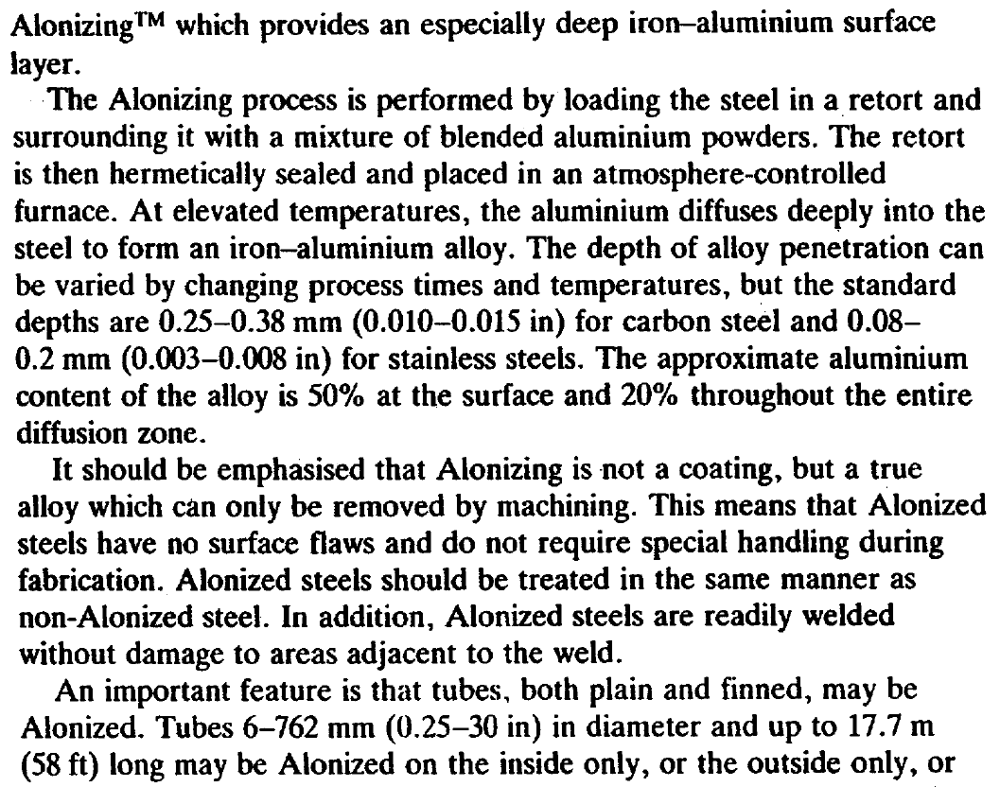 Alonizing™ which provides an especially deep iron–aluminium surface
layer.
The Alonizing process is performed by loading the steel in a retort and
surrounding it with a mixture of blended aluminium powders. The retort
is then hermetically sealed and placed in an atmosphere-controlled
furnace. At elevated temperatures, the aluminium diffuses deeply into the
steel to form an iron–aluminium alloy. The depth of alloy penetration can
be varied by changing process times and temperatures, but the standard
depths are 0.25–0.38 mm (0.010–0.015 in) for carbon steel and 0.08–
0.2 mm (0.003–0.008 in) for stainless steels. The approximate aluminium
content of the alloy is 50% at the surface and 20% throughout the entire
diffusion zone.
It should be emphasised that Alonizing is not a coating, but a true
alloy which can only be removed by machining. This means that Alonized
steels have no surface flaws and do not require special handling during
fabrication. Alonized steels should be treated in the same manner as
non-Alonized steel. In addition, Alonized steels are readily welded
without damage to areas adjacent to the weld.
An important feature is that tubes, both plain and finned, may be
Alonized. Tubes 6–762 mm (0.25–30 in) in diameter and up to 17.7 m
(58 ft) long may be Alonized on the inside only, or the outside only, or